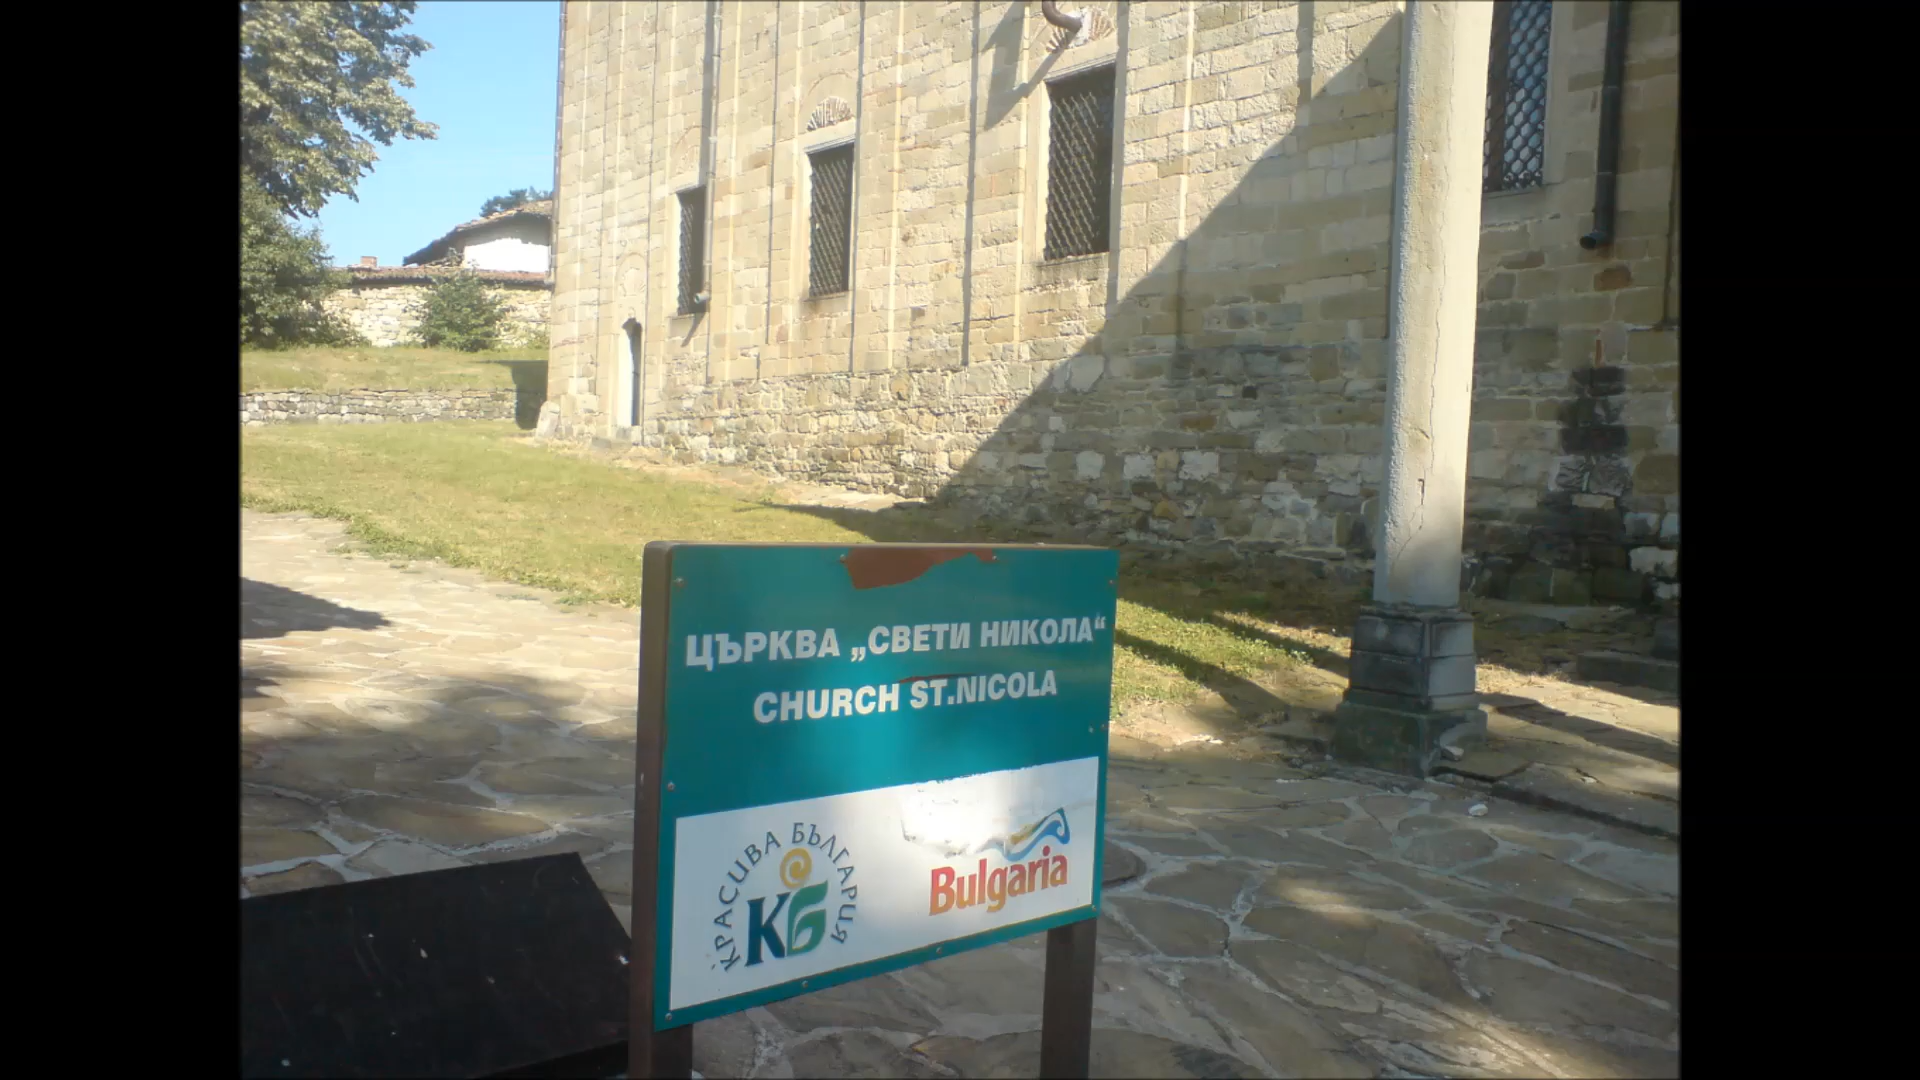 ЦЪРКВА „СВЕТИ НИКОЛА“
CHURCH ST.NICOLA
КРАСИВА БЪЛГАРИЯ
КБ
Bulgaria